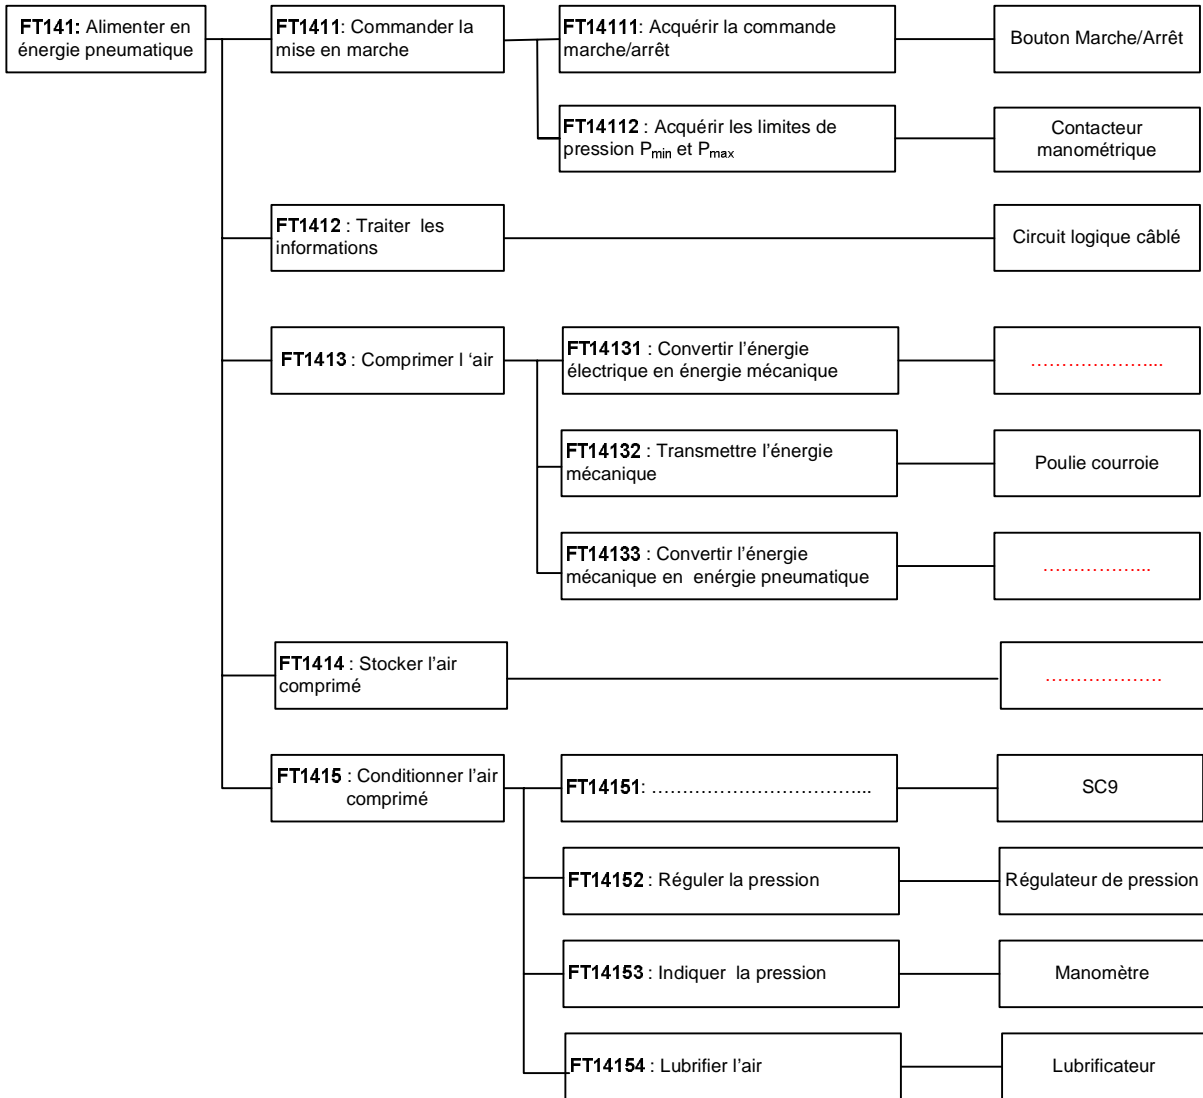 FT141: Alimenter en
énergie pneumatique
FT1411: Commander la
mise en marche
FT14111: Acquérir la commande
marche/arrêt
Bouton Marche/Arrêt
FT14112 : Acquérir les limites de
pression Pmin et Pmax
Contacteur
manométrique
FT1412 : Traiter les
informations
Circuit logique câblé
FT1413 : Comprimer l 'air
FT14131 : Convertir l'énergie
électrique en énergie mécanique
…………………...
FT14132 : Transmettre l'énergie
mécanique
Poulie courroie
FT14133 : Convertir l'énergie
mécanique en enérgie pneumatique
……………...
FT1414 : Stocker l'air
comprimé
……………….
FT1415 : Conditionner l'air
comprimé
FT14151: ………………………………...
SC9
FT14152 : Réguler la pression
Régulateur de pression
FT14153 : Indiquer la pression
Manomètre
FT14154 : Lubrifier l'air
Lubrificateur